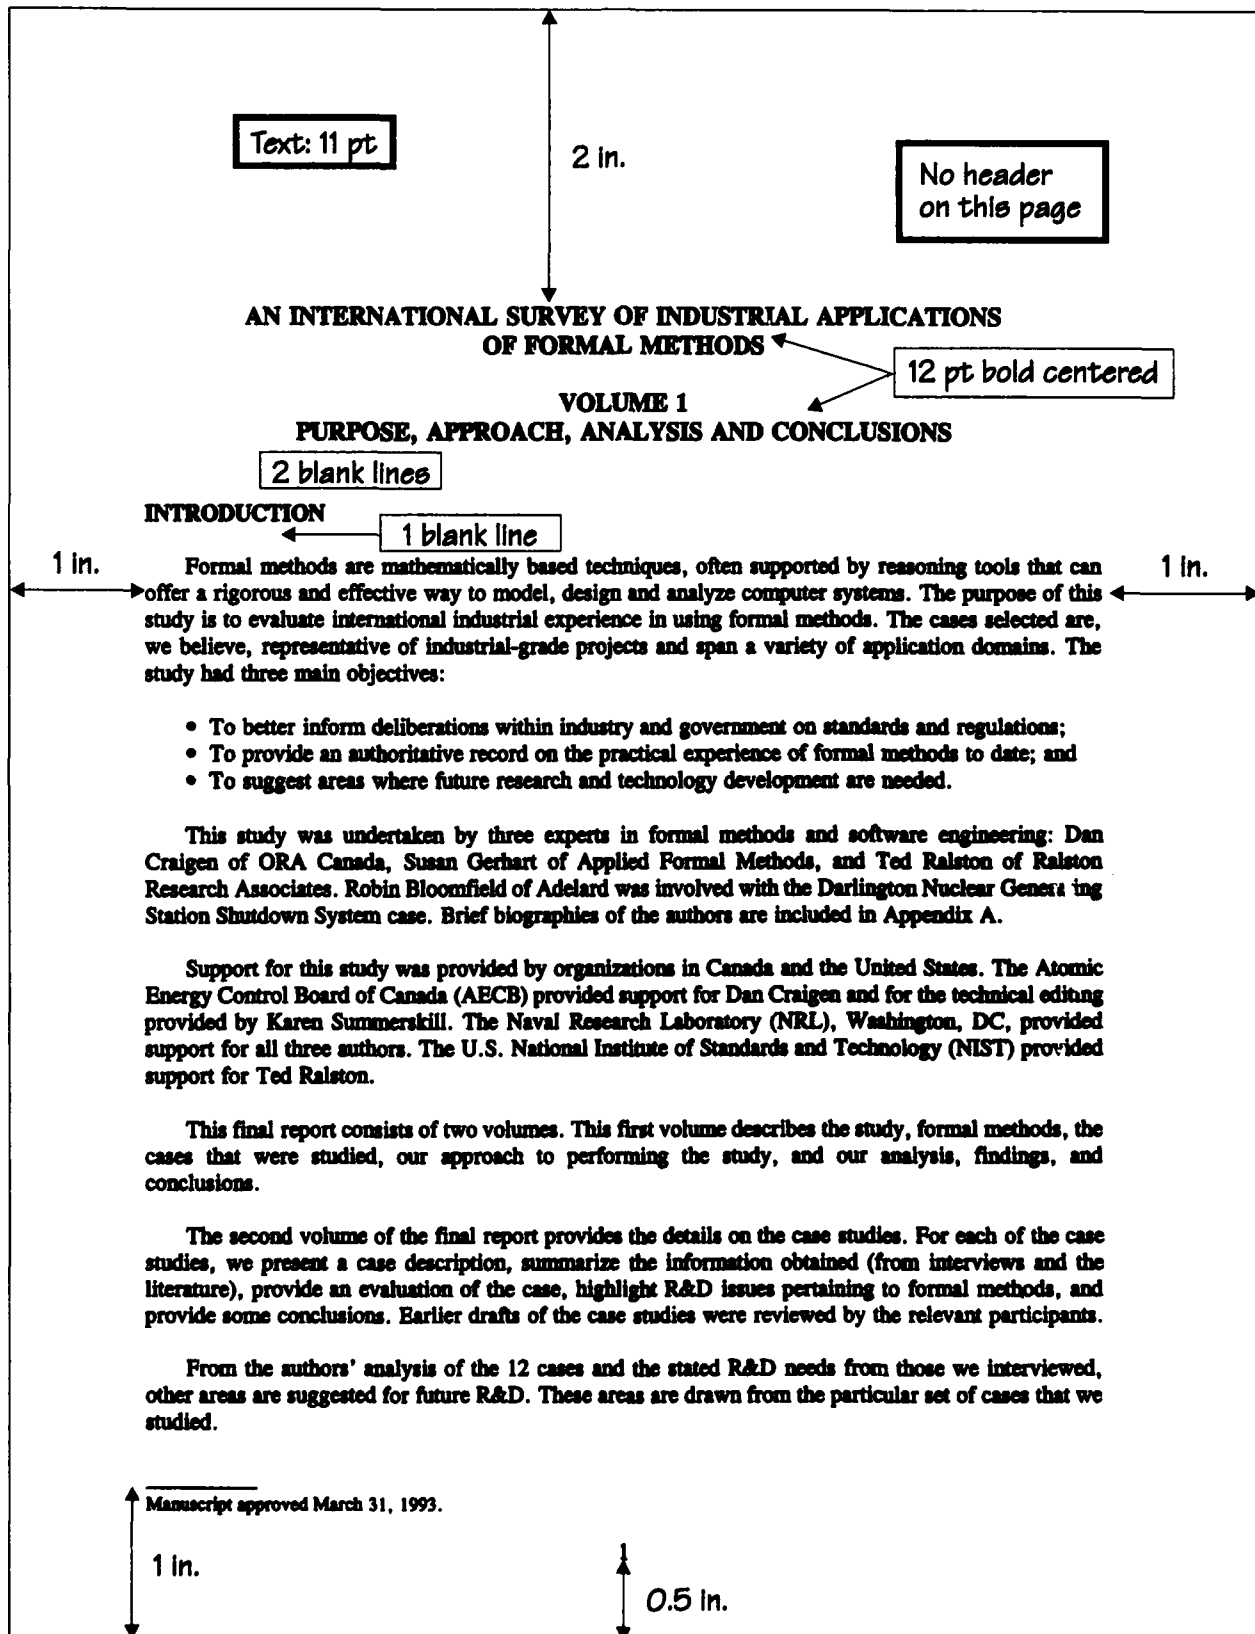 Text: 11 pt
2 in.
No header
on this page
AN INTERNATIONAL SURVEY OF INDUSTRIAL APPLICATIONS
OF FORMAL METHODS
12 pt bold centered
VOLUME 1
PURPOSE, APPROACH, ANALYSIS AND CONCLUSIONS
2 blank lines
INTRODUCTION
1 blank line
1 in.
1 in.
Formal methods are mathematically based techniques, often supported by reasoning tools that can
offer a rigorous and effective way to model, design and analyze computer systems. The purpose of this
study is to evaluate international industrial experience in using formal methods. The cases selected are,
we believe, representative of industrial-grade projects and span a variety of application domains. The
study had three main objectives:
• To better inform deliberations within industry and government on standards and regulations;
• To provide an authoritative record on the practical experience of formal methods to date; and
• To suggest areas where future research and technology development are needed.
This study was undertaken by three experts in formal methods and software engineering: Dan
Craigen of ORA Canada, Susan Gerhart of Applied Formal Methods, and Ted Ralston of Ralston
Research Associates. Robin Bloomfield of Adelard was involved with the Darlington Nuclear Generating
Station Shutdown System case. Brief biographies of the authors are included in Appendix A.
Support for this study was provided by organizations in Canada and the United States. The Atomic
Energy Control Board of Canada (AECB) provided support for Dan Craigen and for the technical editing
provided by Karen Summerskill. The Naval Research Laboratory (NRL), Washington, DC, provided
support for all three authors. The U.S. National Institute of Standards and Technology (NIST) provided
support for Ted Ralston.
This final report consists of two volumes. This first volume describes the study, formal methods, the
cases that were studied, our approach to performing the study, and our analysis, findings, and
conclusions.
The second volume of the final report provides the details on the case studies. For each of the case
studies, we present a case description, summarize the information obtained (from interviews and the
literature), provide an evaluation of the case, highlight R&D issues pertaining to formal methods, and
provide some conclusions. Earlier drafts of the case studies were reviewed by the relevant participants.
From the authors' analysis of the 12 cases and the stated R&D needs from those we interviewed,
other areas are suggested for future R&D. These areas are drawn from the particular set of cases that we
studied.
Manuscript approved March 31, 1993.
1 in.
1
0.5 in.